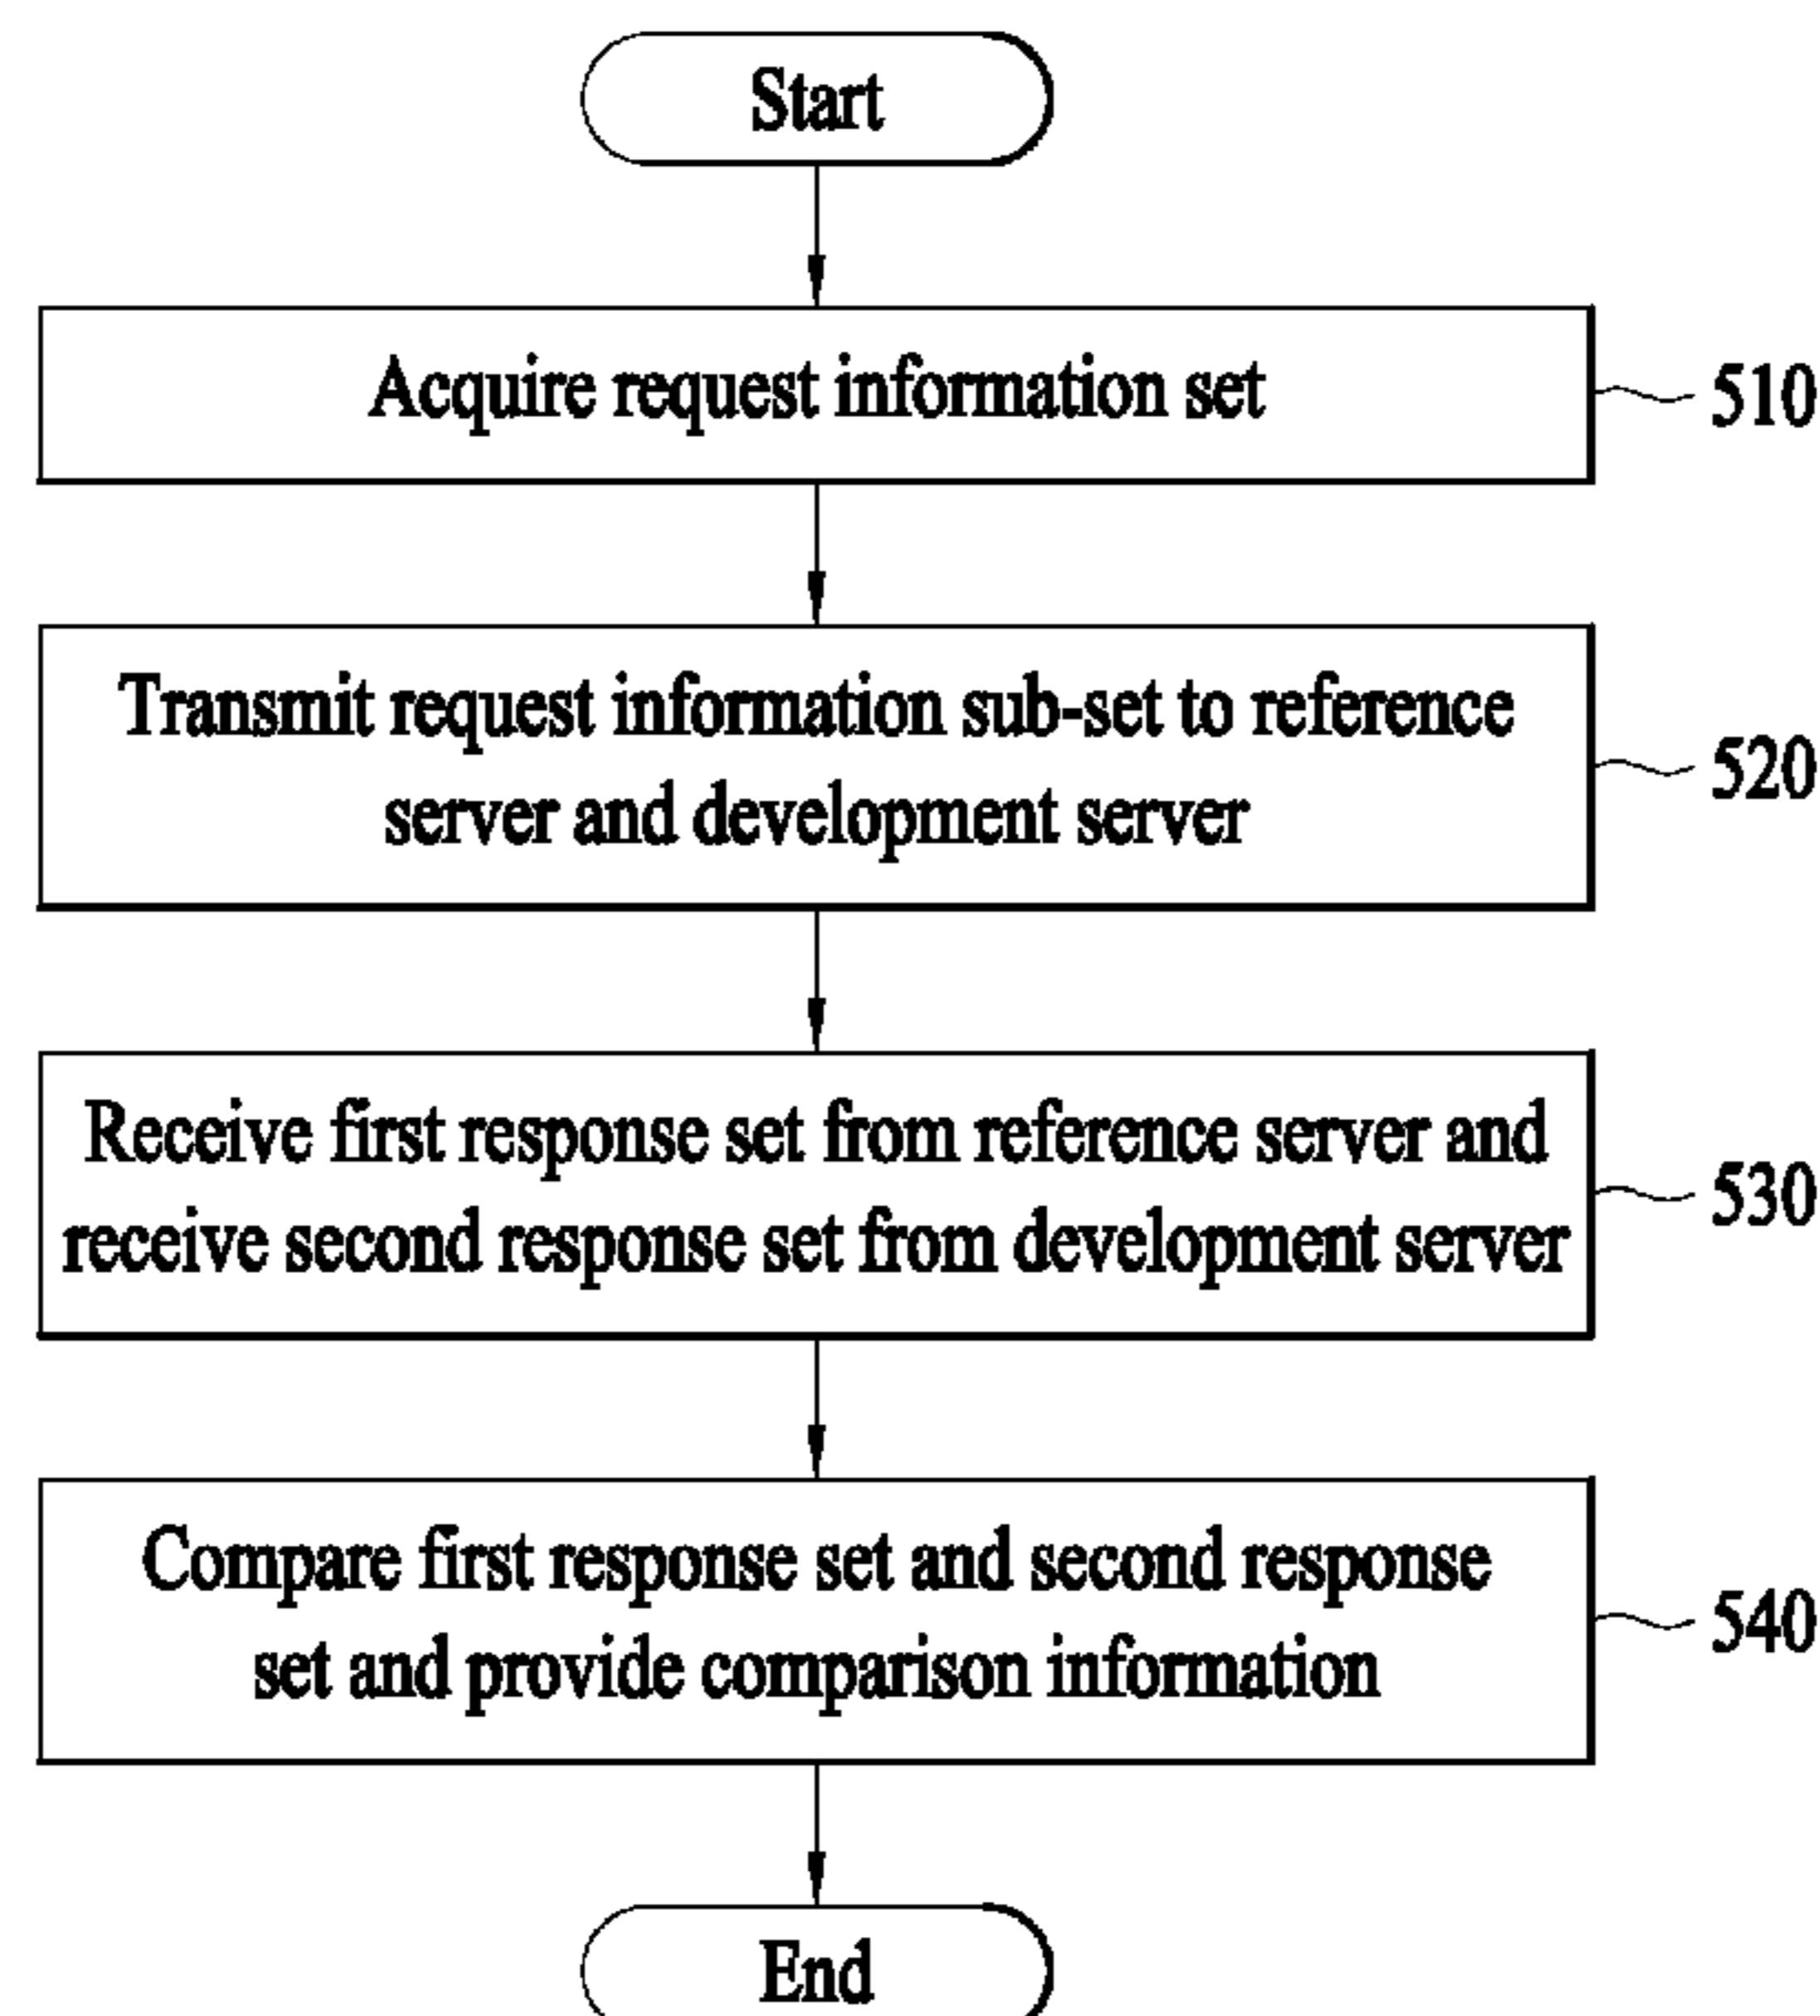 Start
Acquire request information set
510
Transmit request information sub-set to reference
server and development server
520
Receive first response set from reference server and
receive second response set from development server
530
Compare first response set and second response
set and provide comparison information
540
End